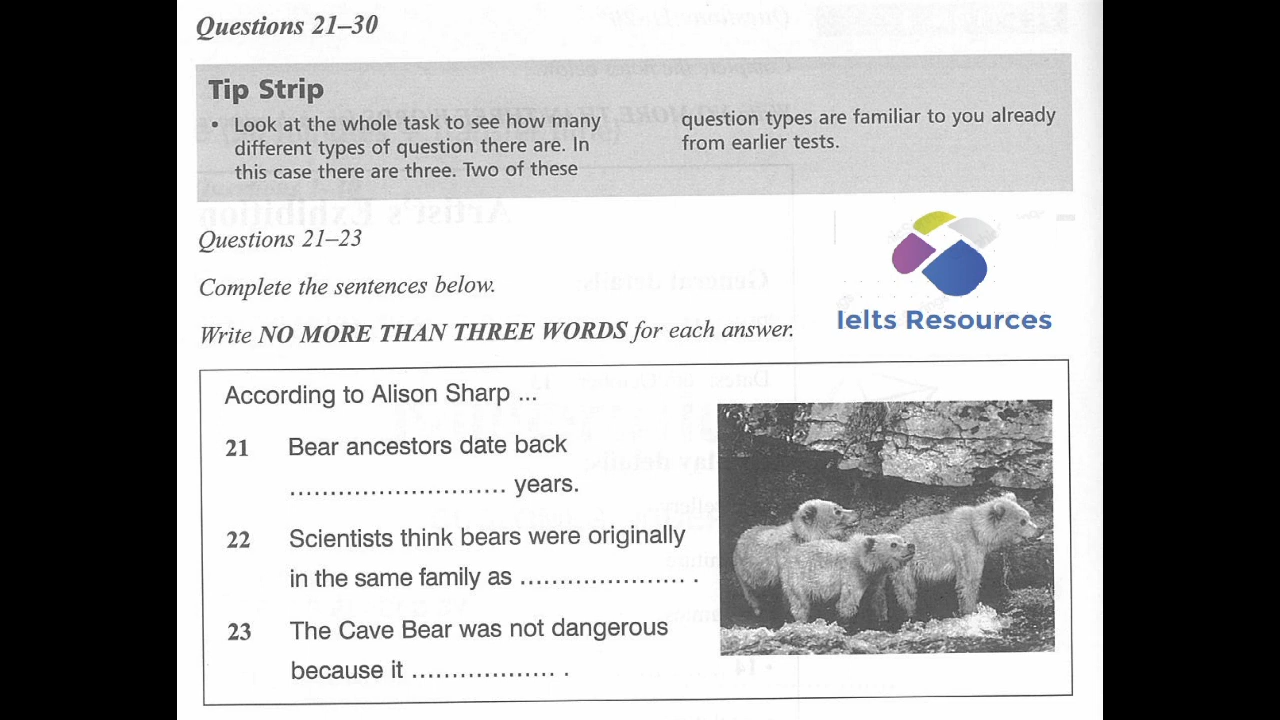 Questions 21–30
Tip Strip
• Look at the whole task to see how many
different types of question there are. In
this case there are three. Two of these
question types are familiar to you already
from earlier tests.
Questions 21–23
Complete the sentences below.
Write NO MORE THAN THREE WORDS for each answer.
Ielts Resources
According to Alison Sharp ...
21 Bear ancestors date back
.......................... years.
22 Scientists think bears were originally
in the same family as ..................... .
23 The Cave Bear was not dangerous
because it .................. .